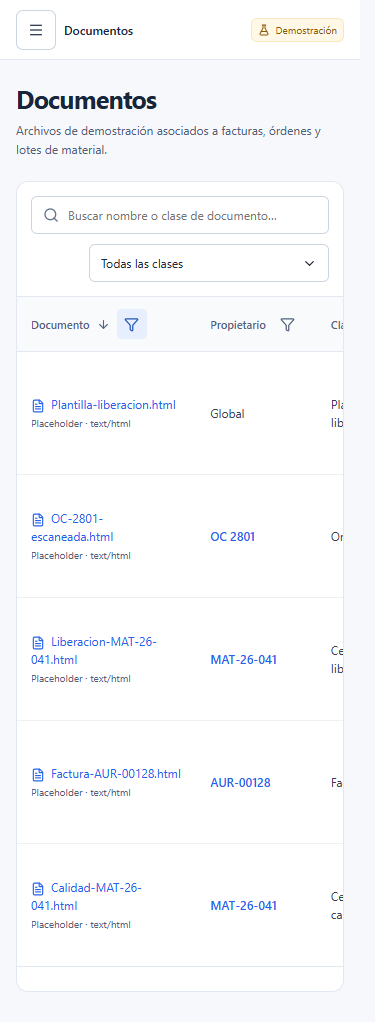 Documentos
Demostración
Documentos
Archivos de demostración asociados a facturas, órdenes y
lotes de material.
Buscar nombre o clase de documento...
Todas las clases
Documento
Propietario
Plantilla-liberacion.html
Placeholder · text/html
Global
OC-2801-
escaneada.html
Placeholder · text/html
OC 2801
Liberacion-MAT-26-
041.html
Placeholder · text/html
MAT-26-041
Factura-AUR-00128.html
Placeholder · text/html
AUR-00128
Calidad-MAT-26-
041.html
Placeholder · text/html
MAT-26-041